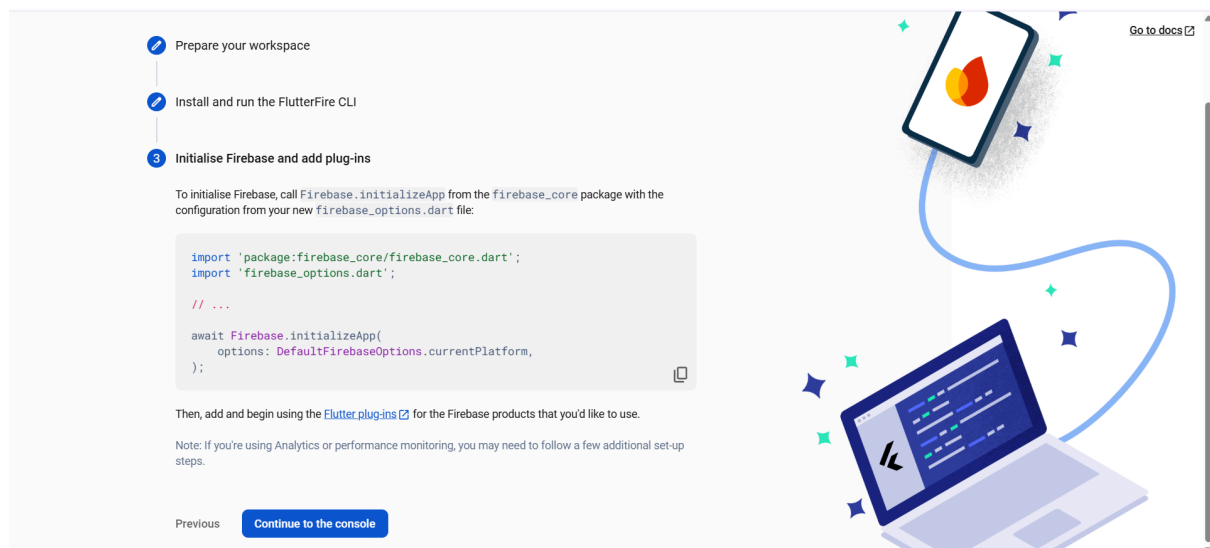 Go to docs
Prepare your workspace
Install and run the FlutterFire CLI
3 Initialise Firebase and add plug-ins
To initialise Firebase, call Firebase.initializeApp from the firebase_core package with the
configuration from your new firebase_options.dart file:
import 'package:firebase_core/firebase_core.dart';
import 'firebase_options.dart';
// ...
await Firebase.initializeApp(
    options: DefaultFirebaseOptions.currentPlatform,
);
Then, add and begin using the Flutter plug-ins for the Firebase products that you'd like to use.
Note: If you're using Analytics or performance monitoring, you may need to follow a few additional set-up
steps.
Previous Continue to the console